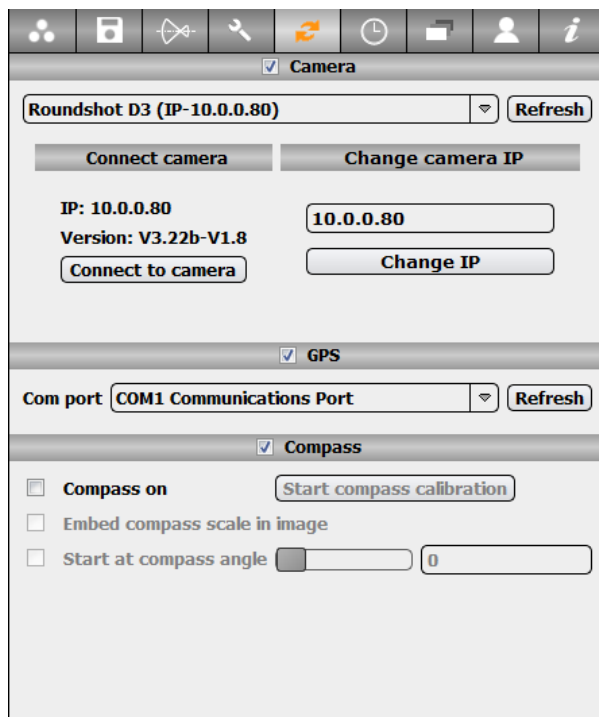 i
Camera
Roundshot D3 (IP-10.0.0.80) Refresh
Connect camera Change camera IP
IP: 10.0.0.80
10.0.0.80
Version: V3.22b-V1.8
Connect to camera Change IP
GPS
Com port COM1 Communications Port Refresh
Compass
Compass on Start compass calibration
Embed compass scale in image
Start at compass angle 0